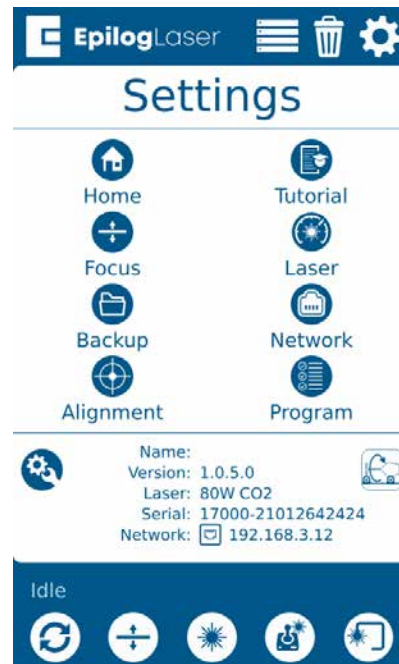 EpilogLaser
Settings
Home Tutorial
Focus Laser
Backup Network
Alignment Program
Name:
Version: 1.0.5.0
Laser: 80W CO2
Serial: 17000-21012642424
Network: 192.168.3.12
Idle